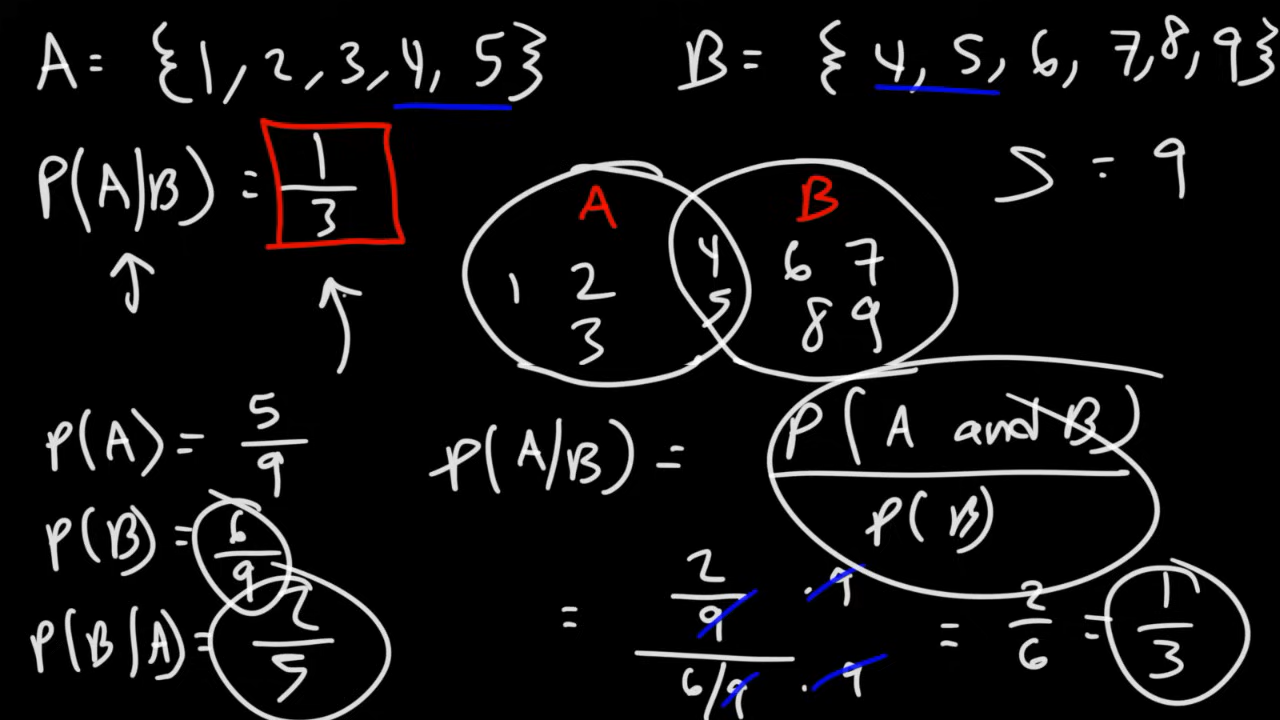 A = {1, 2, 3, 4, 5}
B = {4, 5, 6, 7, 8, 9}
P(A|B) = 1/3
S = 9
A B
1 2 3
4 5
6 7
8 9
P(A) = 5/9
P(B) = 6/9
P(B|A) = 2/5
P(A|B) = P(A and B) / P(B)
= 2/9 · 9 / 6/9 · 9 = 2/6 = 1/3